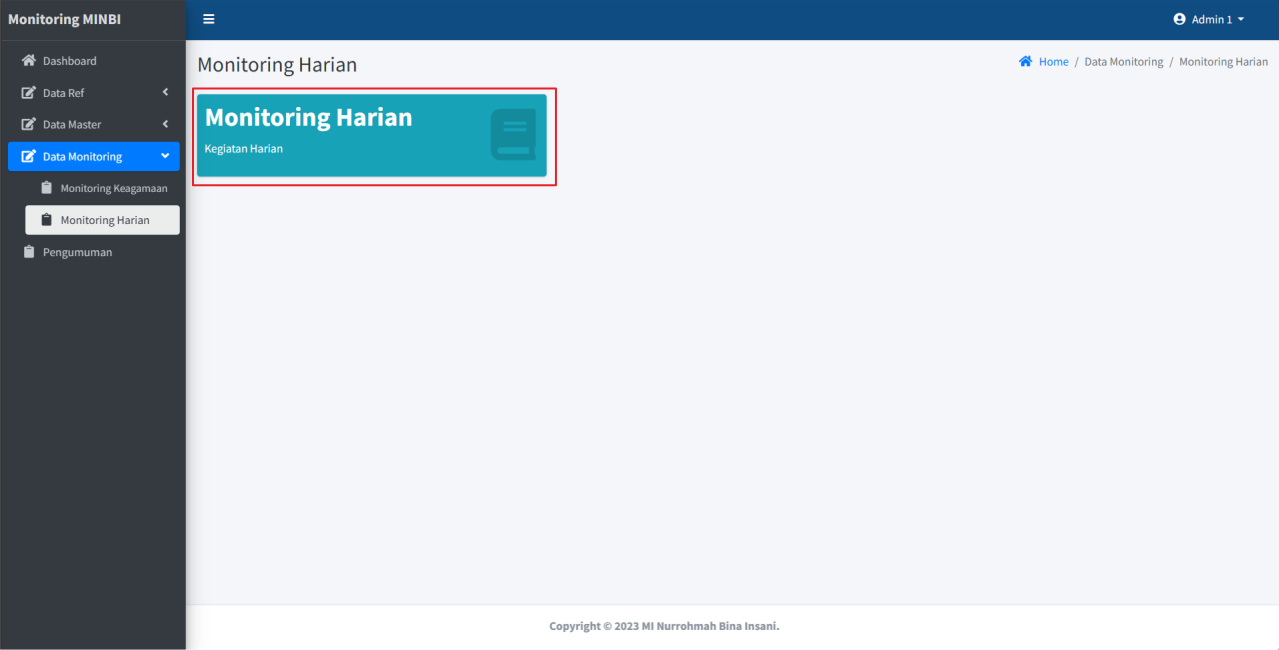 Monitoring MINBI
Admin 1
Dashboard
Data Ref
Data Master
Data Monitoring
Monitoring Keagamaan
Monitoring Harian
Pengumuman
Monitoring Harian
Home / Data Monitoring / Monitoring Harian
Monitoring Harian
Kegiatan Harian
Copyright © 2023 MI Nurrohmah Bina Insani.